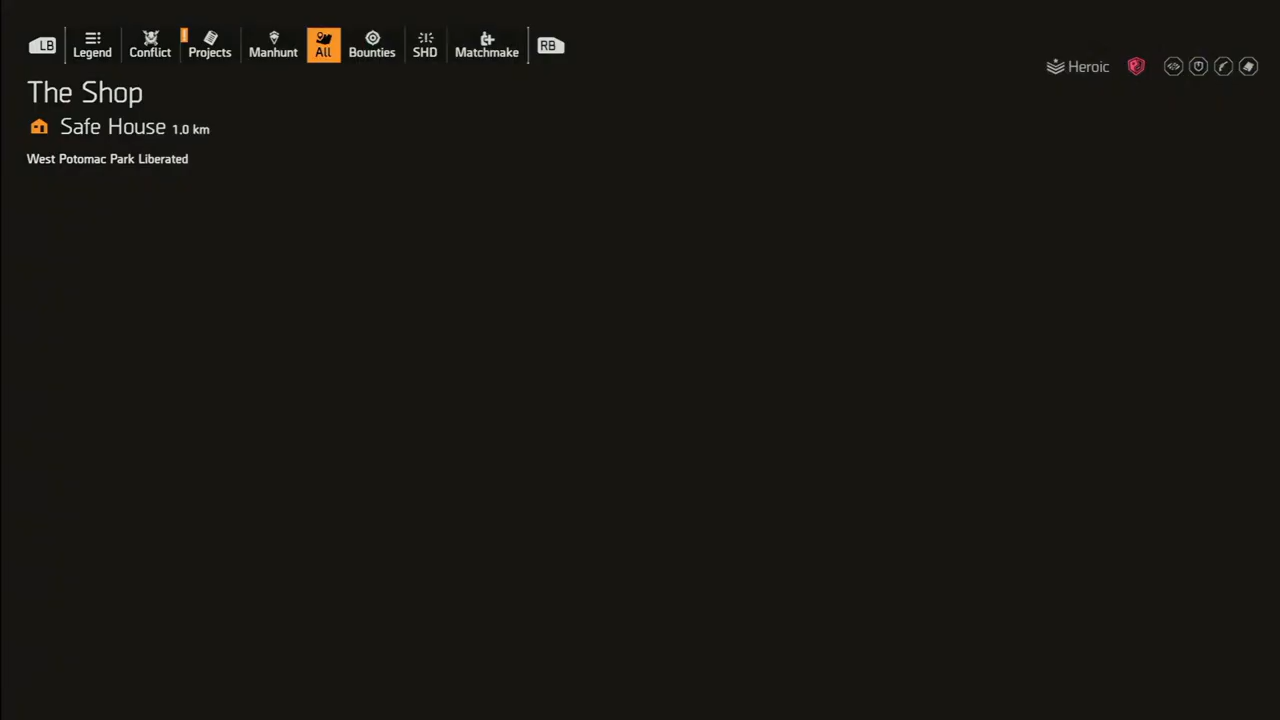 LB Legend Conflict Projects Manhunt All Bounties SHD Matchmake RB
Heroic
The Shop
Safe House 1.0 km
West Potomac Park Liberated